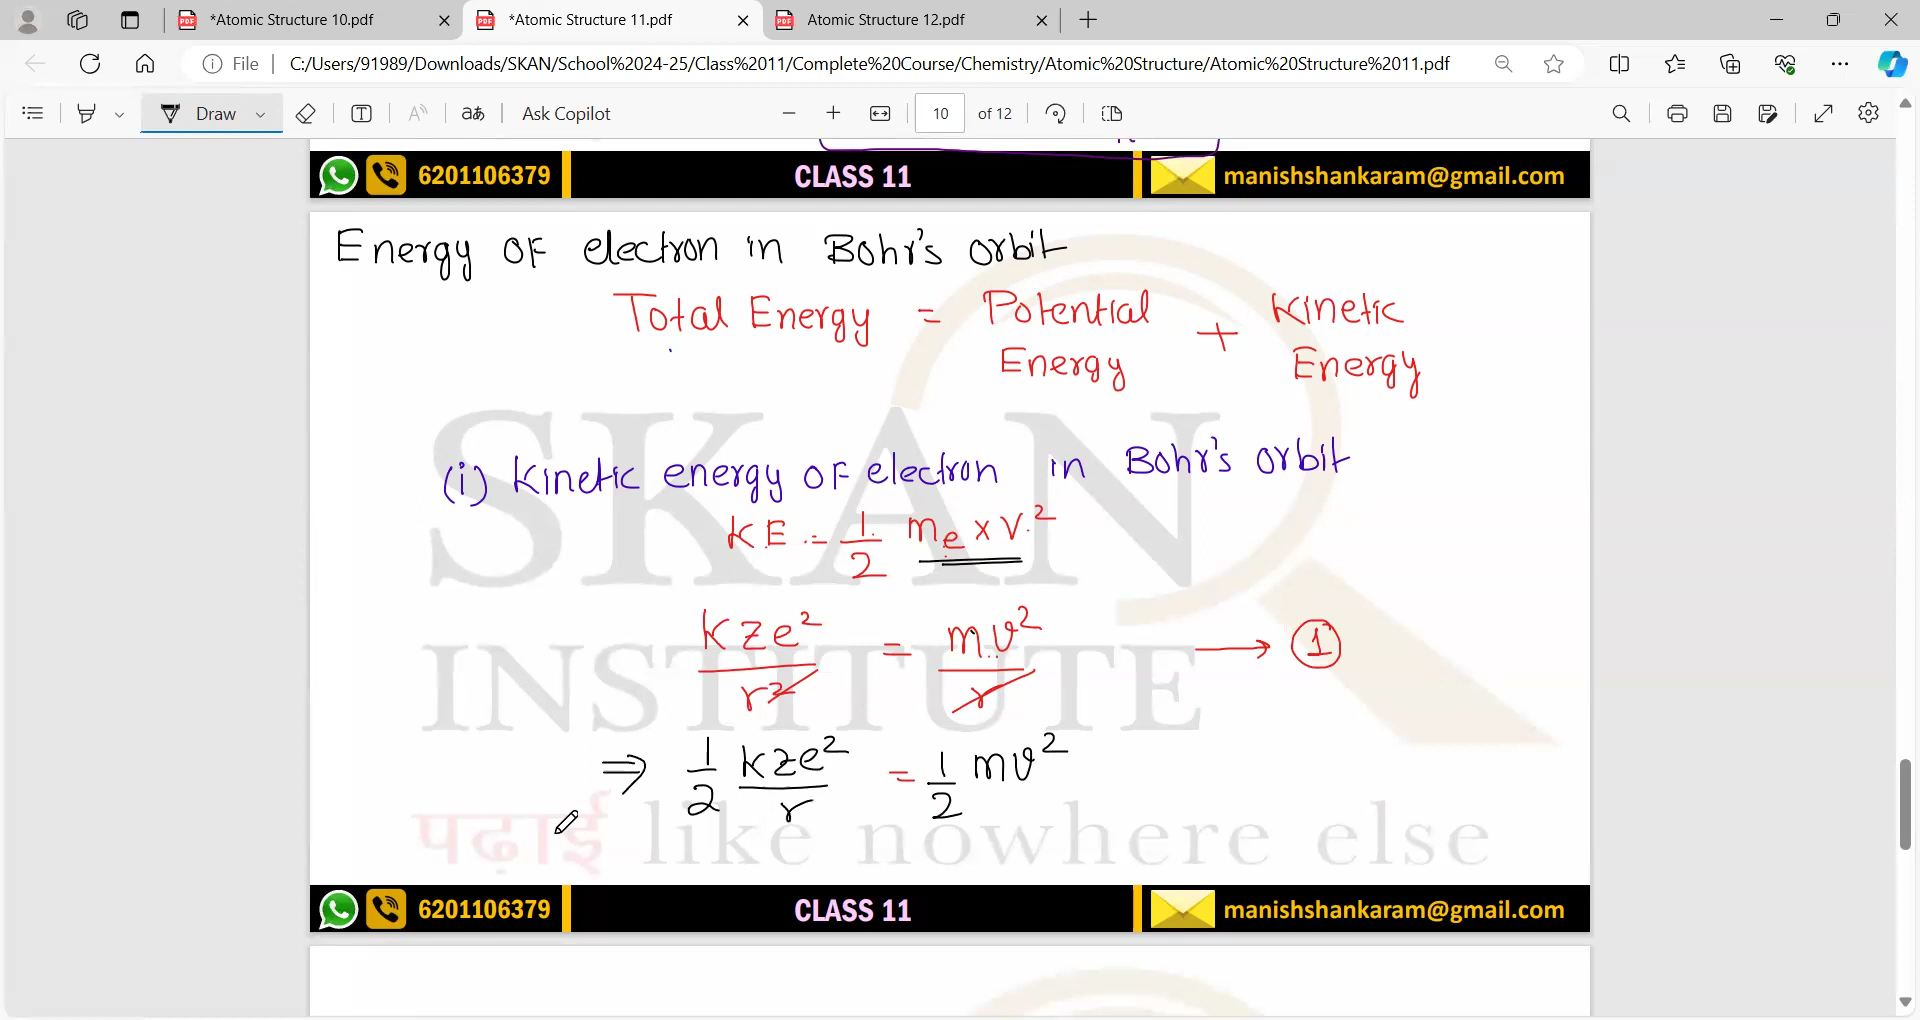 *Atomic Structure 10.pdf
*Atomic Structure 11.pdf
Atomic Structure 12.pdf
File
C:/Users/91989/Downloads/SKAN/School%2024-25/Class%2011/Complete%20Course/Chemistry/Atomic%20Structure/Atomic%20Structure%2011.pdf
Draw
Ask Copilot
10 of 12
6201106379 CLASS 11 manishshankaram@gmail.com
Energy OF electron in Bohr's orbit
Total Energy = Potential Energy + Kinetic Energy
(i) Kinetic energy OF electron in Bohr's orbit
KE = 1/2 me x v²
kze²/r² = mv²/r → ①
⇒ 1/2 kze²/r = 1/2 mv²
SKAN
INSTITUTE
पढ़ाई like nowhere else
6201106379 CLASS 11 manishshankaram@gmail.com